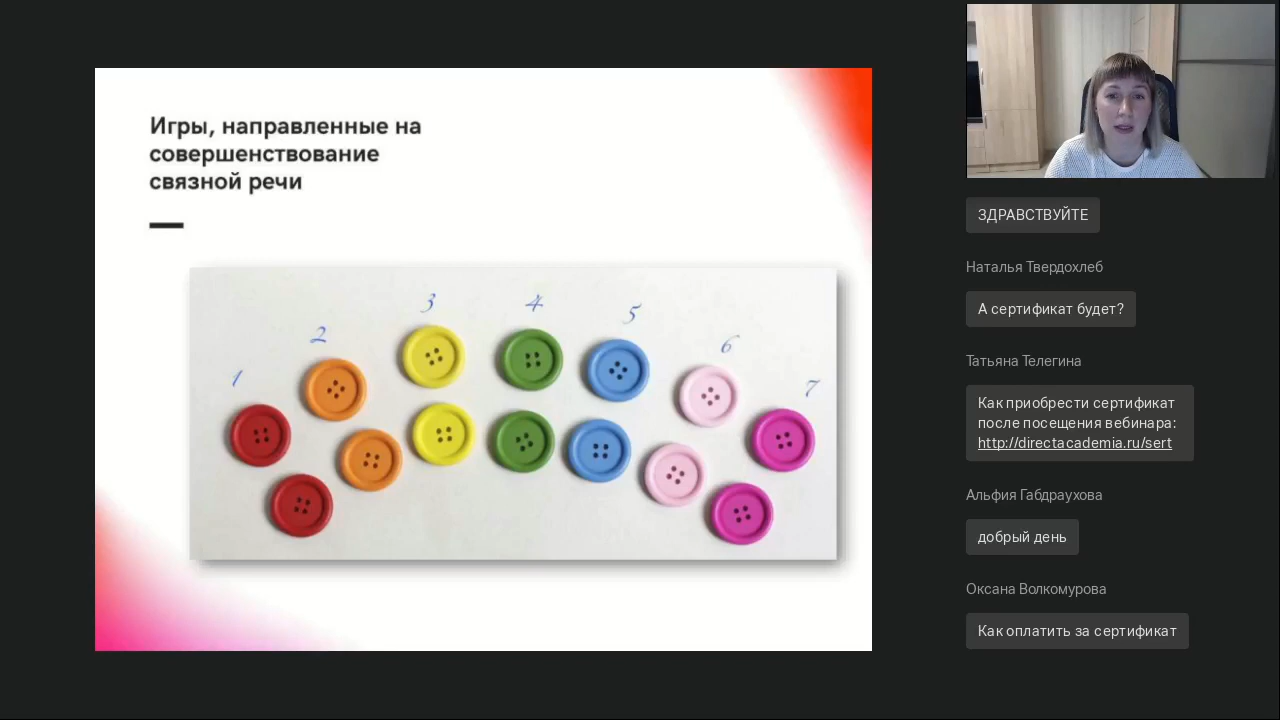 Игры, направленные на
совершенствование
связной речи
1
2
3
4
5
6
7
ЗДРАВСТВУЙТЕ
Наталья Твердохлеб
А сертификат будет?
Татьяна Телегина
Как приобрести сертификат
после посещения вебинара:
http://directacademia.ru/sert
Альфия Габдраухова
добрый день
Оксана Волкомурова
Как оплатить за сертификат